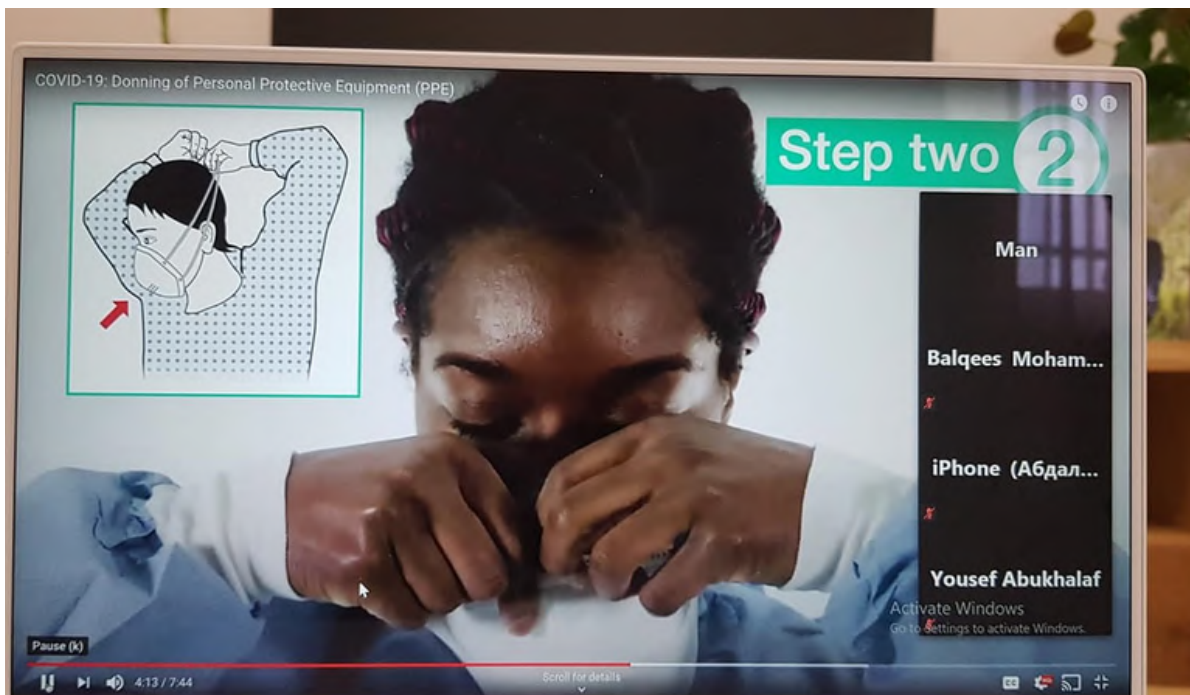 COVID-19: Donning of Personal Protective Equipment (PPE)
Step two 2
Man
Balqees Moham...
iPhone (Абдал...
Yousef Abukhalaf
Activate Windows
Go to Settings to activate Windows.
Pause (k)
4:13 / 7:44
Scroll for details
CC